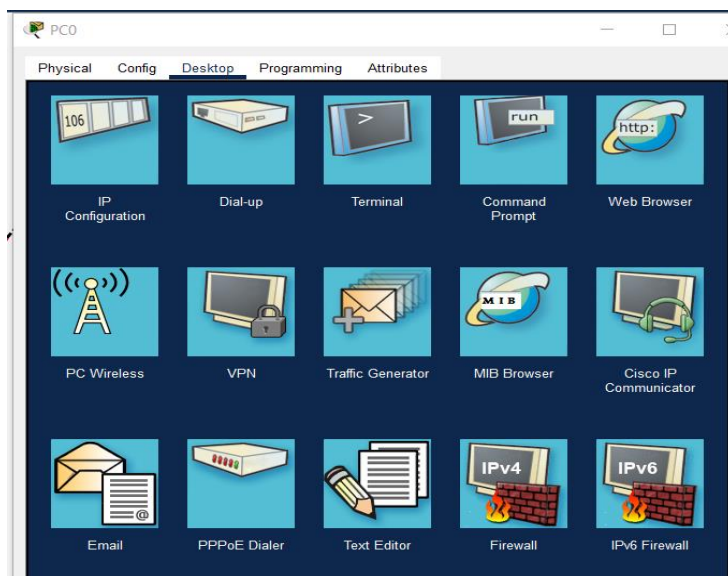 PC0
Physical Config Desktop Programming Attributes
106
>
run
http:
IP
Configuration
Dial-up
Terminal
Command
Prompt
Web Browser
MIB
PC Wireless
VPN
Traffic Generator
MIB Browser
Cisco IP
Communicator
@
IPv4
IPv6
Email
PPPoE Dialer
Text Editor
Firewall
IPv6 Firewall